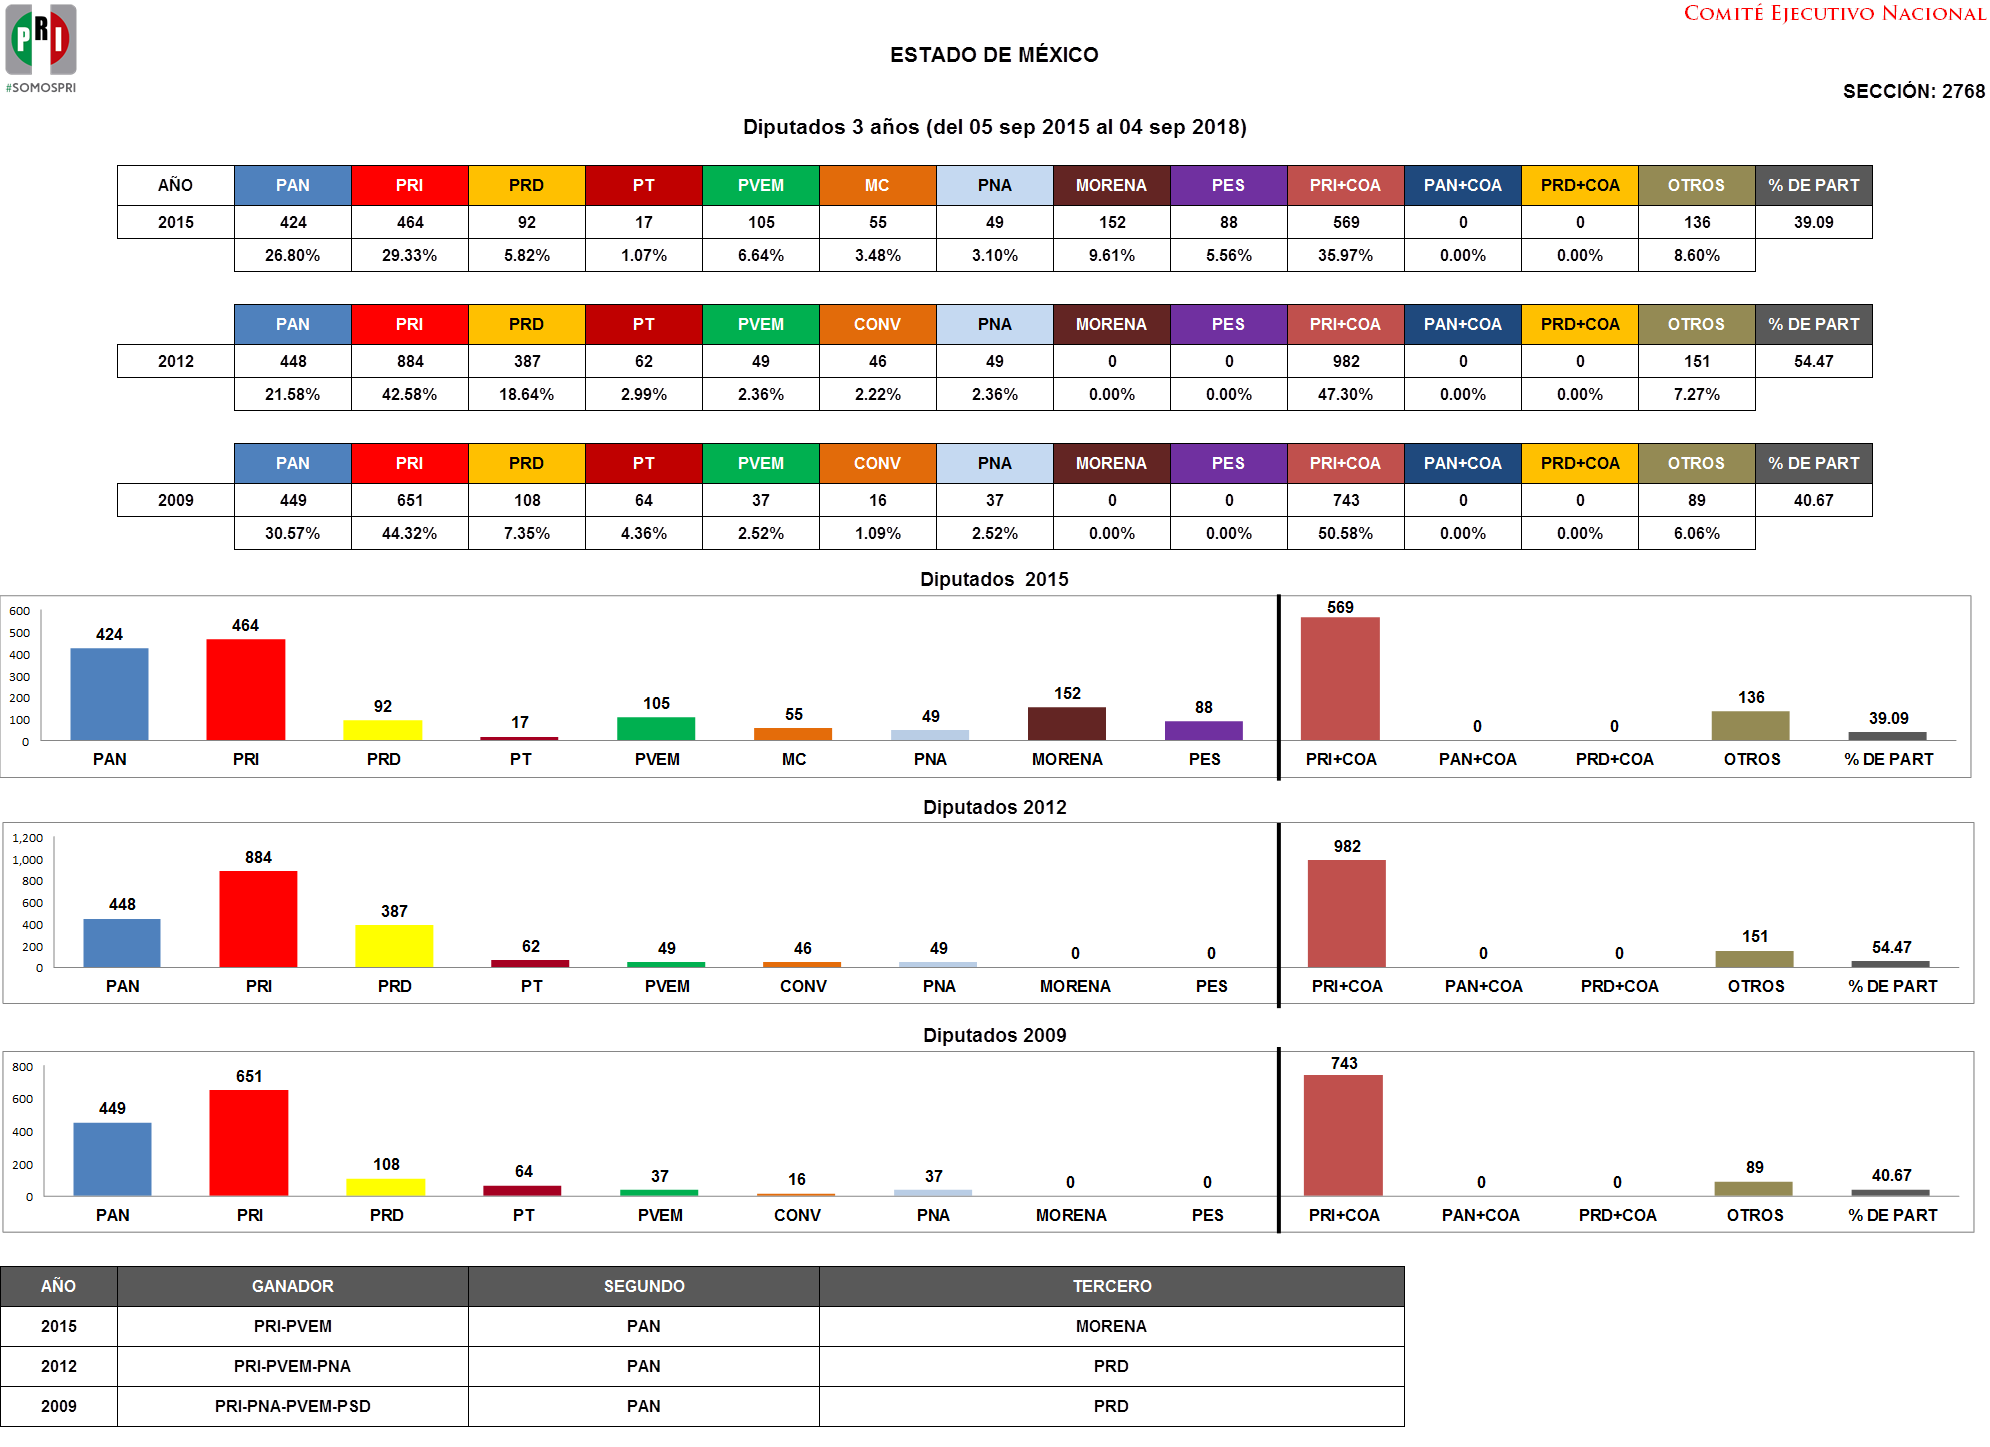 PRI
#SOMOSPRI
COMITÉ EJECUTIVO NACIONAL
ESTADO DE MÉXICO
SECCIÓN: 2768
Diputados 3 años (del 05 sep 2015 al 04 sep 2018)
AÑO PAN PRI PRD PT PVEM MC PNA MORENA PES PRI+COA PAN+COA PRD+COA OTROS % DE PART
2015 424 464 92 17 105 55 49 152 88 569 0 0 136 39.09
26.80% 29.33% 5.82% 1.07% 6.64% 3.48% 3.10% 9.61% 5.56% 35.97% 0.00% 0.00% 8.60%
PAN PRI PRD PT PVEM CONV PNA MORENA PES PRI+COA PAN+COA PRD+COA OTROS % DE PART
2012 448 884 387 62 49 46 49 0 0 982 0 0 151 54.47
21.58% 42.58% 18.64% 2.99% 2.36% 2.22% 2.36% 0.00% 0.00% 47.30% 0.00% 0.00% 7.27%
PAN PRI PRD PT PVEM CONV PNA MORENA PES PRI+COA PAN+COA PRD+COA OTROS % DE PART
2009 449 651 108 64 37 16 37 0 0 743 0 0 89 40.67
30.57% 44.32% 7.35% 4.36% 2.52% 1.09% 2.52% 0.00% 0.00% 50.58% 0.00% 0.00% 6.06%
Diputados 2015
600
500
400
300
200
100
0
424 464 92 17 105 55 49 152 88 569 0 0 136 39.09
PAN PRI PRD PT PVEM MC PNA MORENA PES PRI+COA PAN+COA PRD+COA OTROS % DE PART
Diputados 2012
1,200
1,000
800
600
400
200
0
448 884 387 62 49 46 49 0 0 982 0 0 151 54.47
PAN PRI PRD PT PVEM CONV PNA MORENA PES PRI+COA PAN+COA PRD+COA OTROS % DE PART
Diputados 2009
800
600
400
200
0
449 651 108 64 37 16 37 0 0 743 0 0 89 40.67
PAN PRI PRD PT PVEM CONV PNA MORENA PES PRI+COA PAN+COA PRD+COA OTROS % DE PART
AÑO GANADOR SEGUNDO TERCERO
2015 PRI-PVEM PAN MORENA
2012 PRI-PVEM-PNA PAN PRD
2009 PRI-PNA-PVEM-PSD PAN PRD